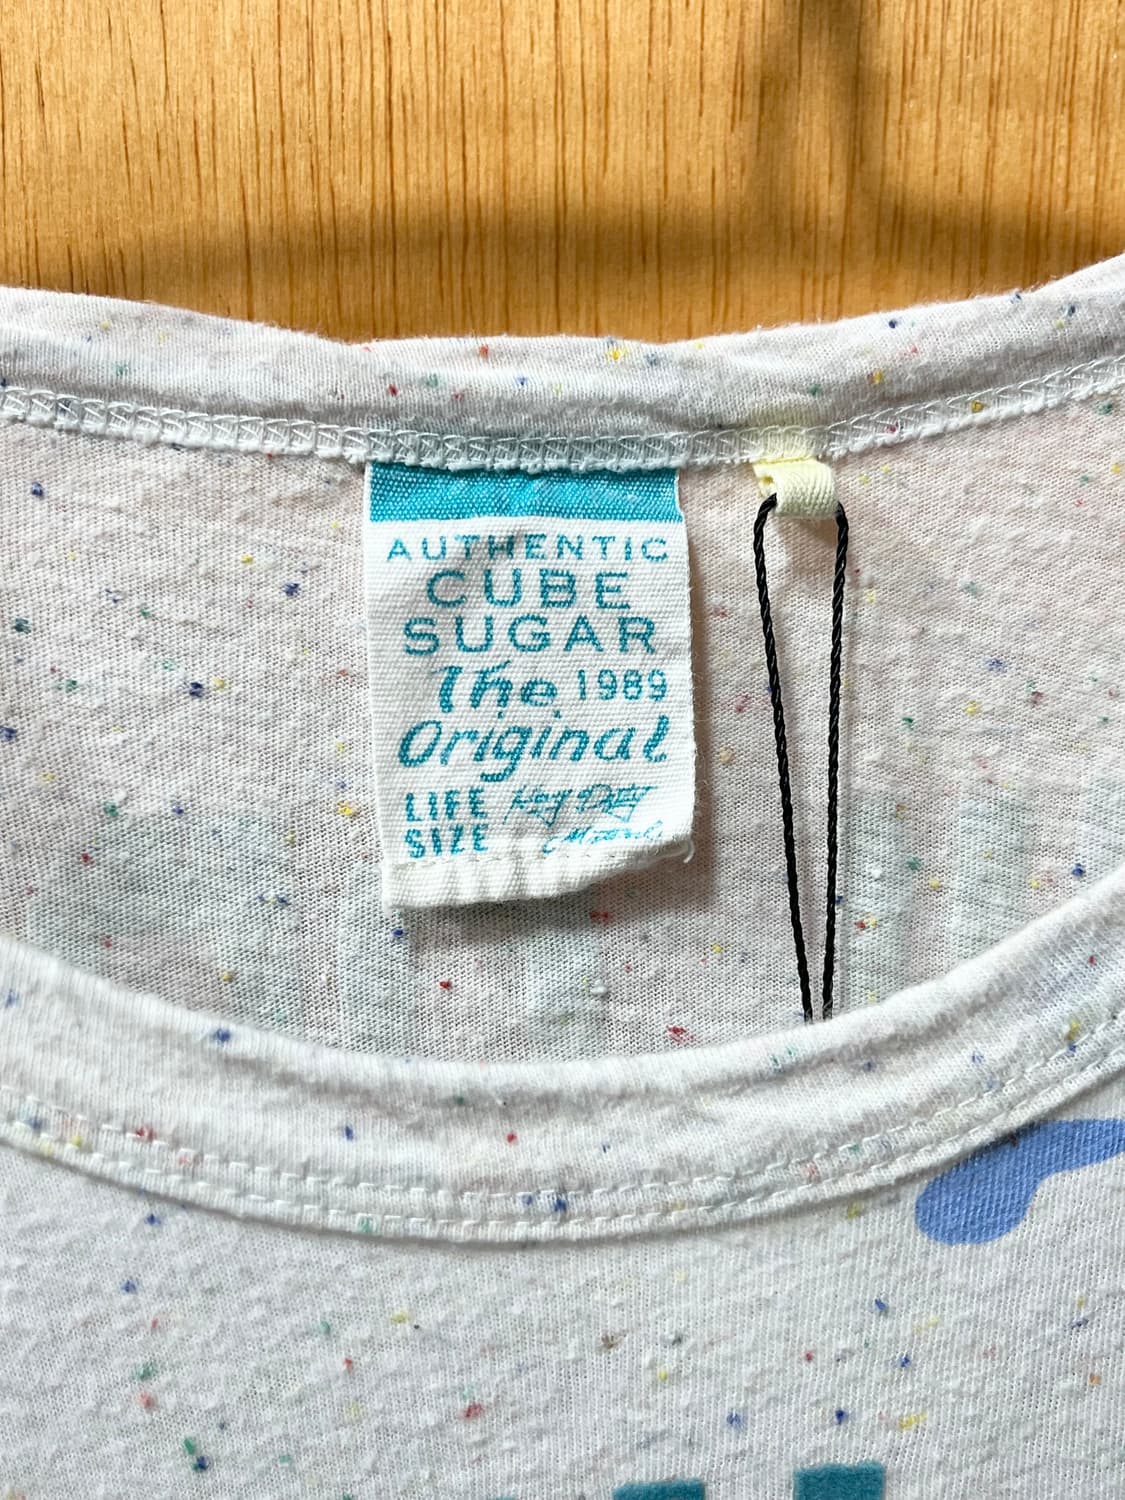 AUTHENTIC
CUBE
SUGAR
The 1989
Original
LIFE
SIZE